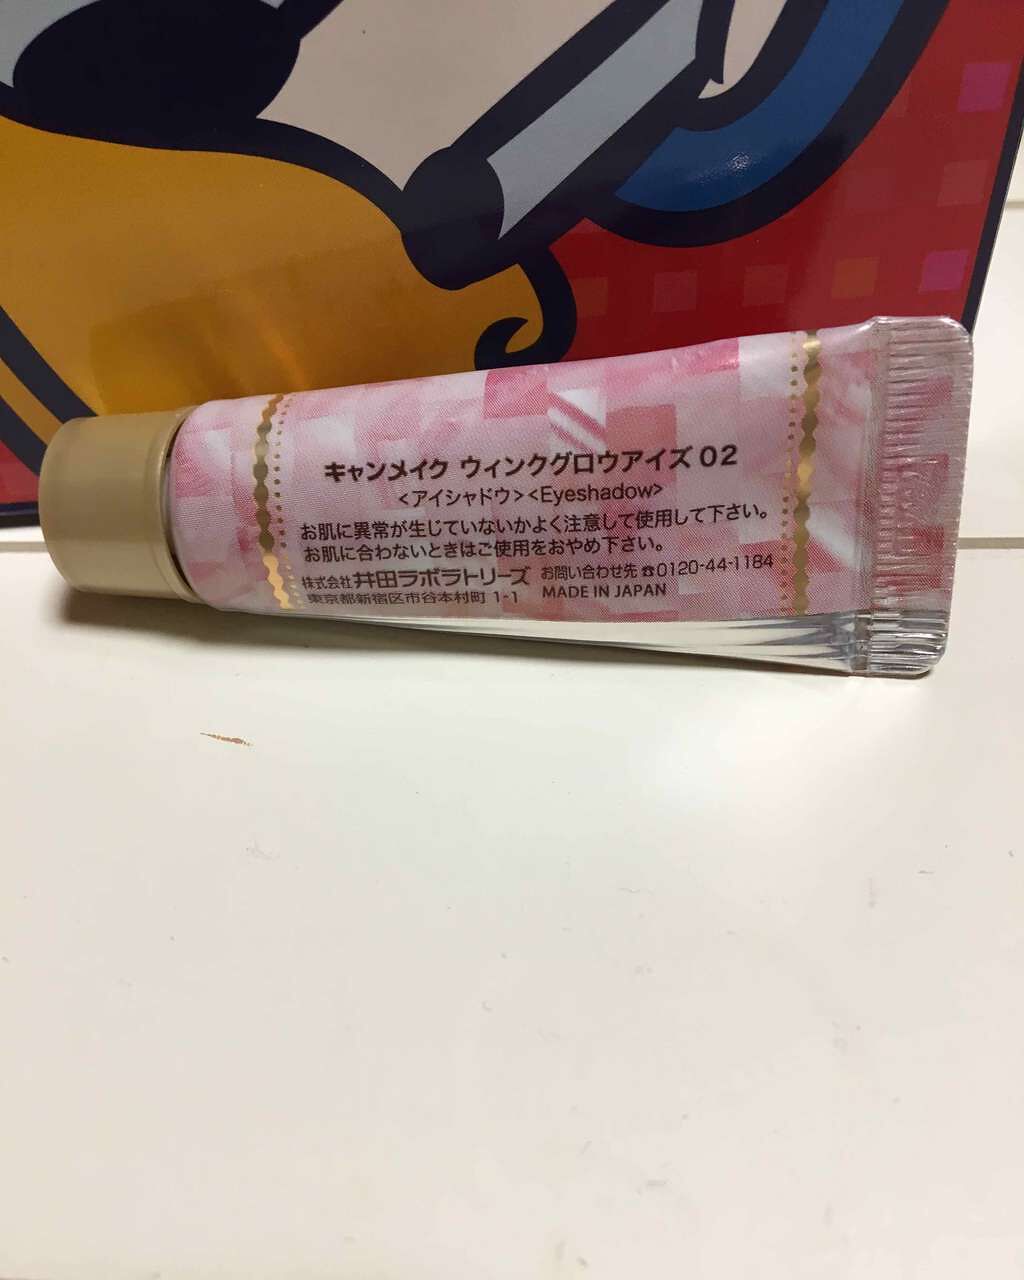 キャンメイク ウィンクグロウアイズ 02
<アイシャドウ><Eyeshadow>
お肌に異常が生じていないかよく注意して使用して下さい。
お肌に合わないときはご使用をおやめ下さい。
株式会社 井田ラボラトリーズ お問い合わせ先 ☎0120-44-1184
東京都新宿区市谷本村町 1-1 MADE IN JAPAN